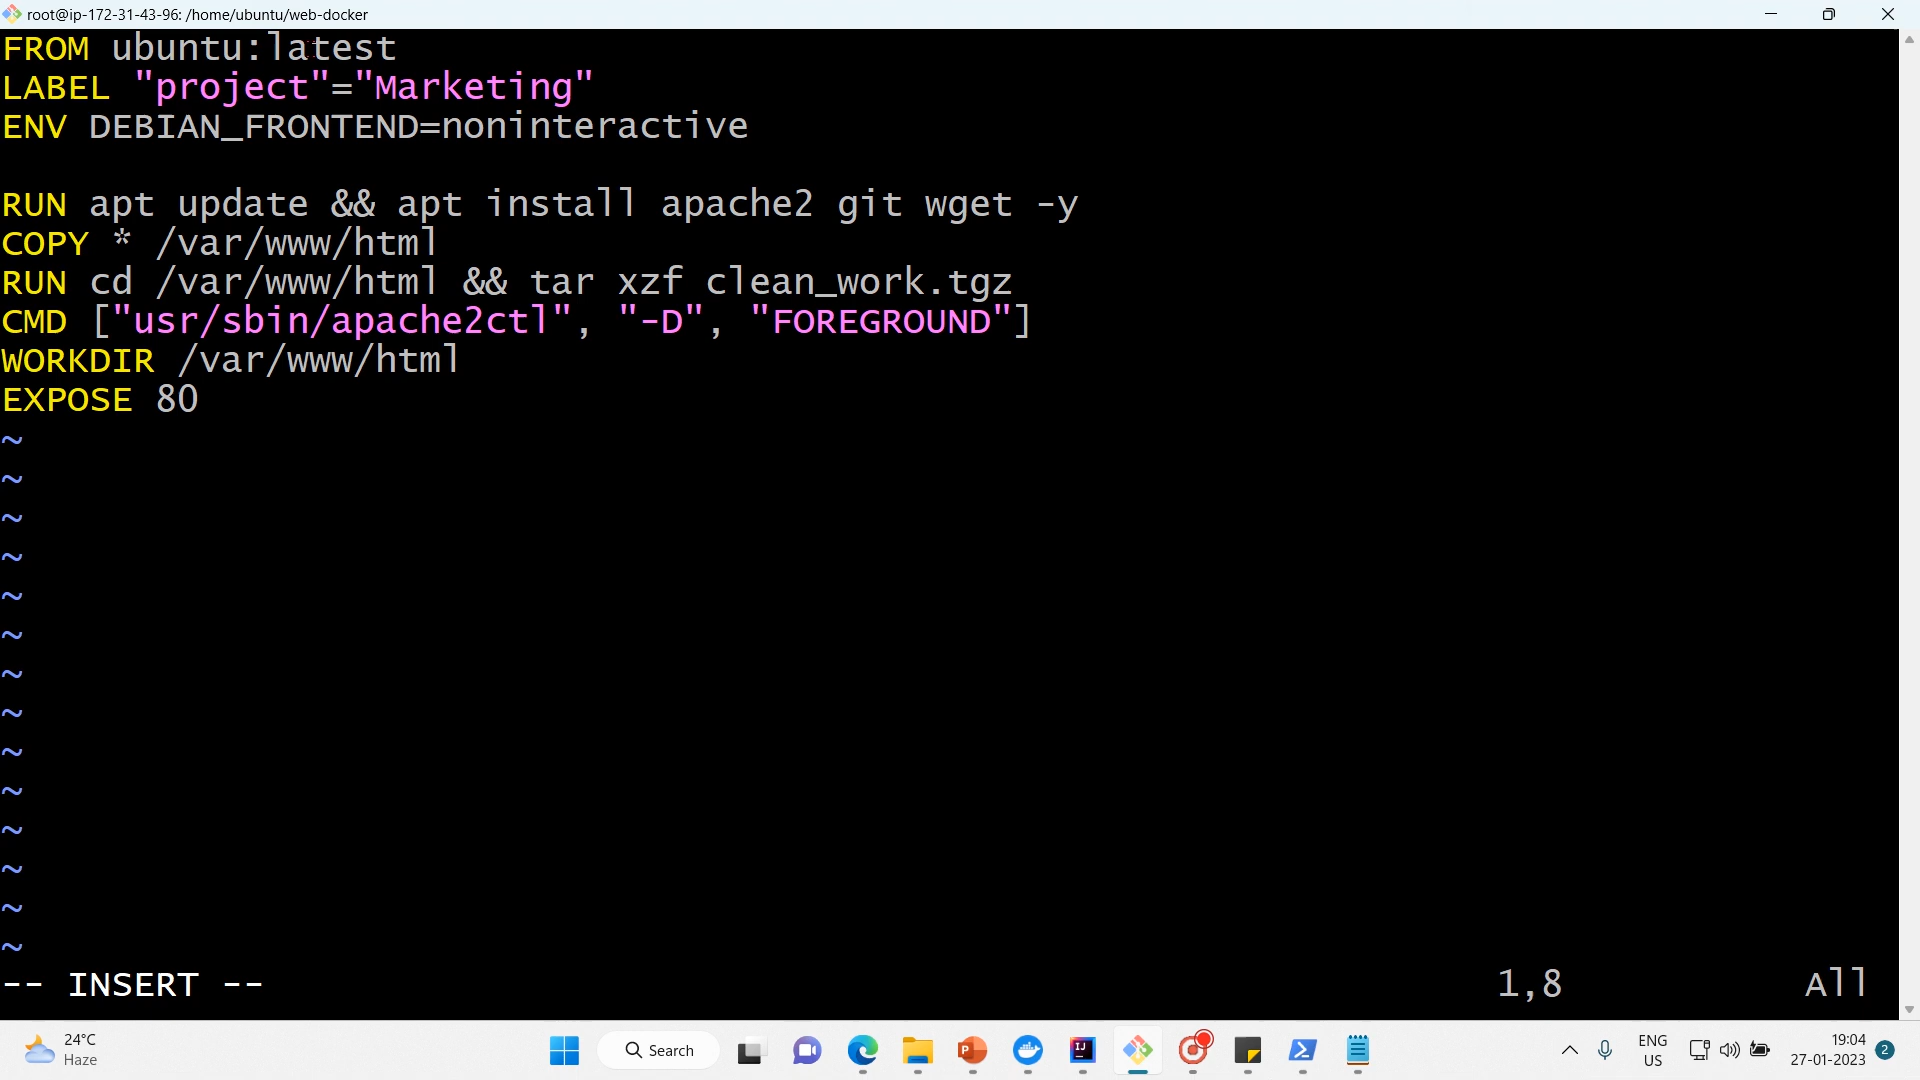 root@ip-172-31-43-96: /home/ubuntu/web-docker
FROM ubuntu:latest
LABEL "project"="Marketing"
ENV DEBIAN_FRONTEND=noninteractive
RUN apt update && apt install apache2 git wget -y
COPY * /var/www/html
RUN cd /var/www/html && tar xzf clean_work.tgz
CMD ["usr/sbin/apache2ctl", "-D", "FOREGROUND"]
WORKDIR /var/www/html
EXPOSE 80
~
~
~
~
~
~
~
~
~
~
~
~
~
~
-- INSERT -- 1,8 All
24°C
Haze
Search
P
IJ
ENG
US
19:04
27-01-2023
2